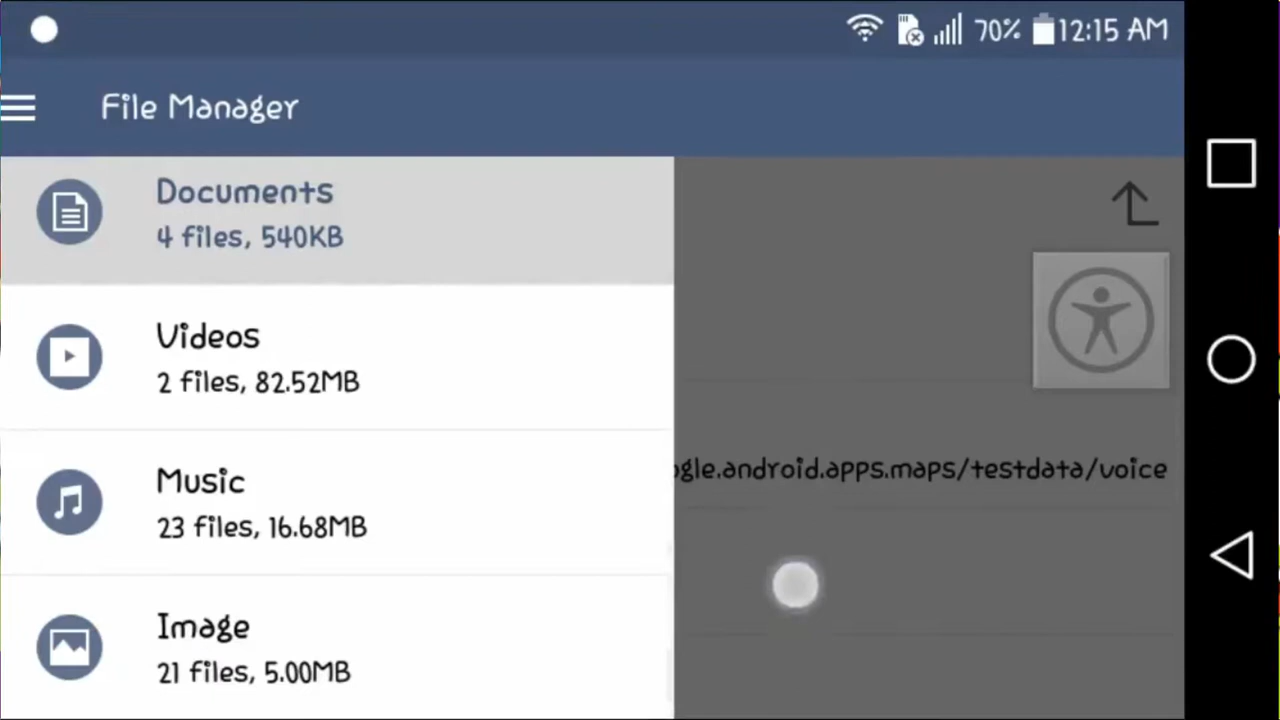 70% 12:15 AM
File Manager
Documents
4 files, 540KB
Videos
2 files, 82.52MB
ogle.android.apps.maps/testdata/voice
Music
23 files, 16.68MB
Image
21 files, 5.00MB